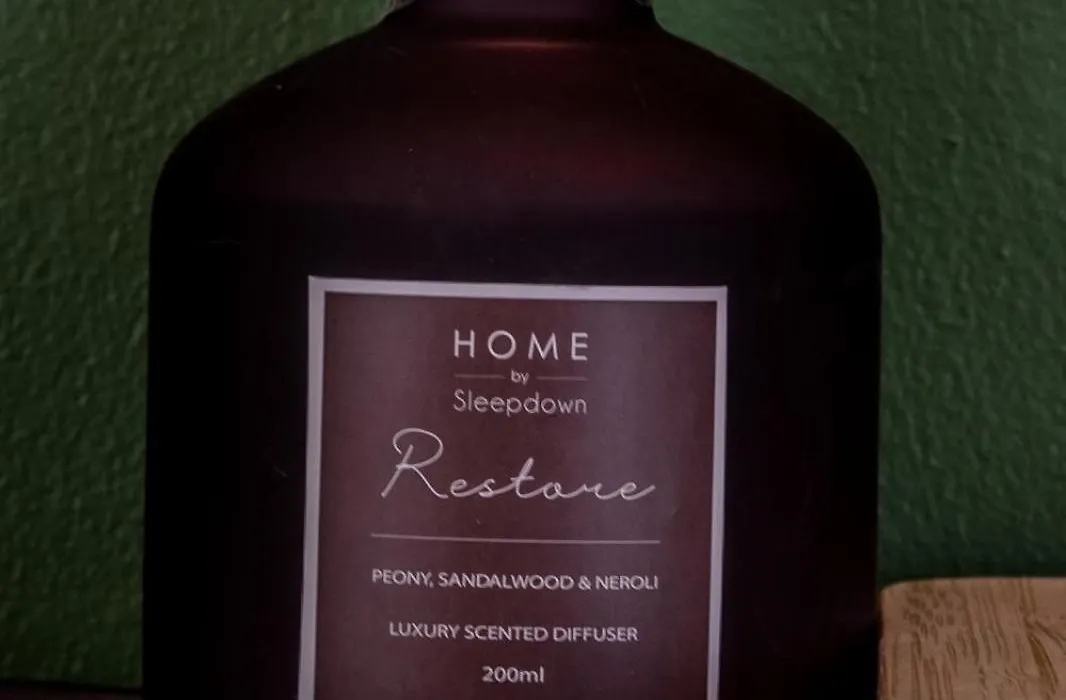 HOME
by
Sleepdown
Restore
PEONY, SANDALWOOD & NEROLI
LUXURY SCENTED DIFFUSER
200ml